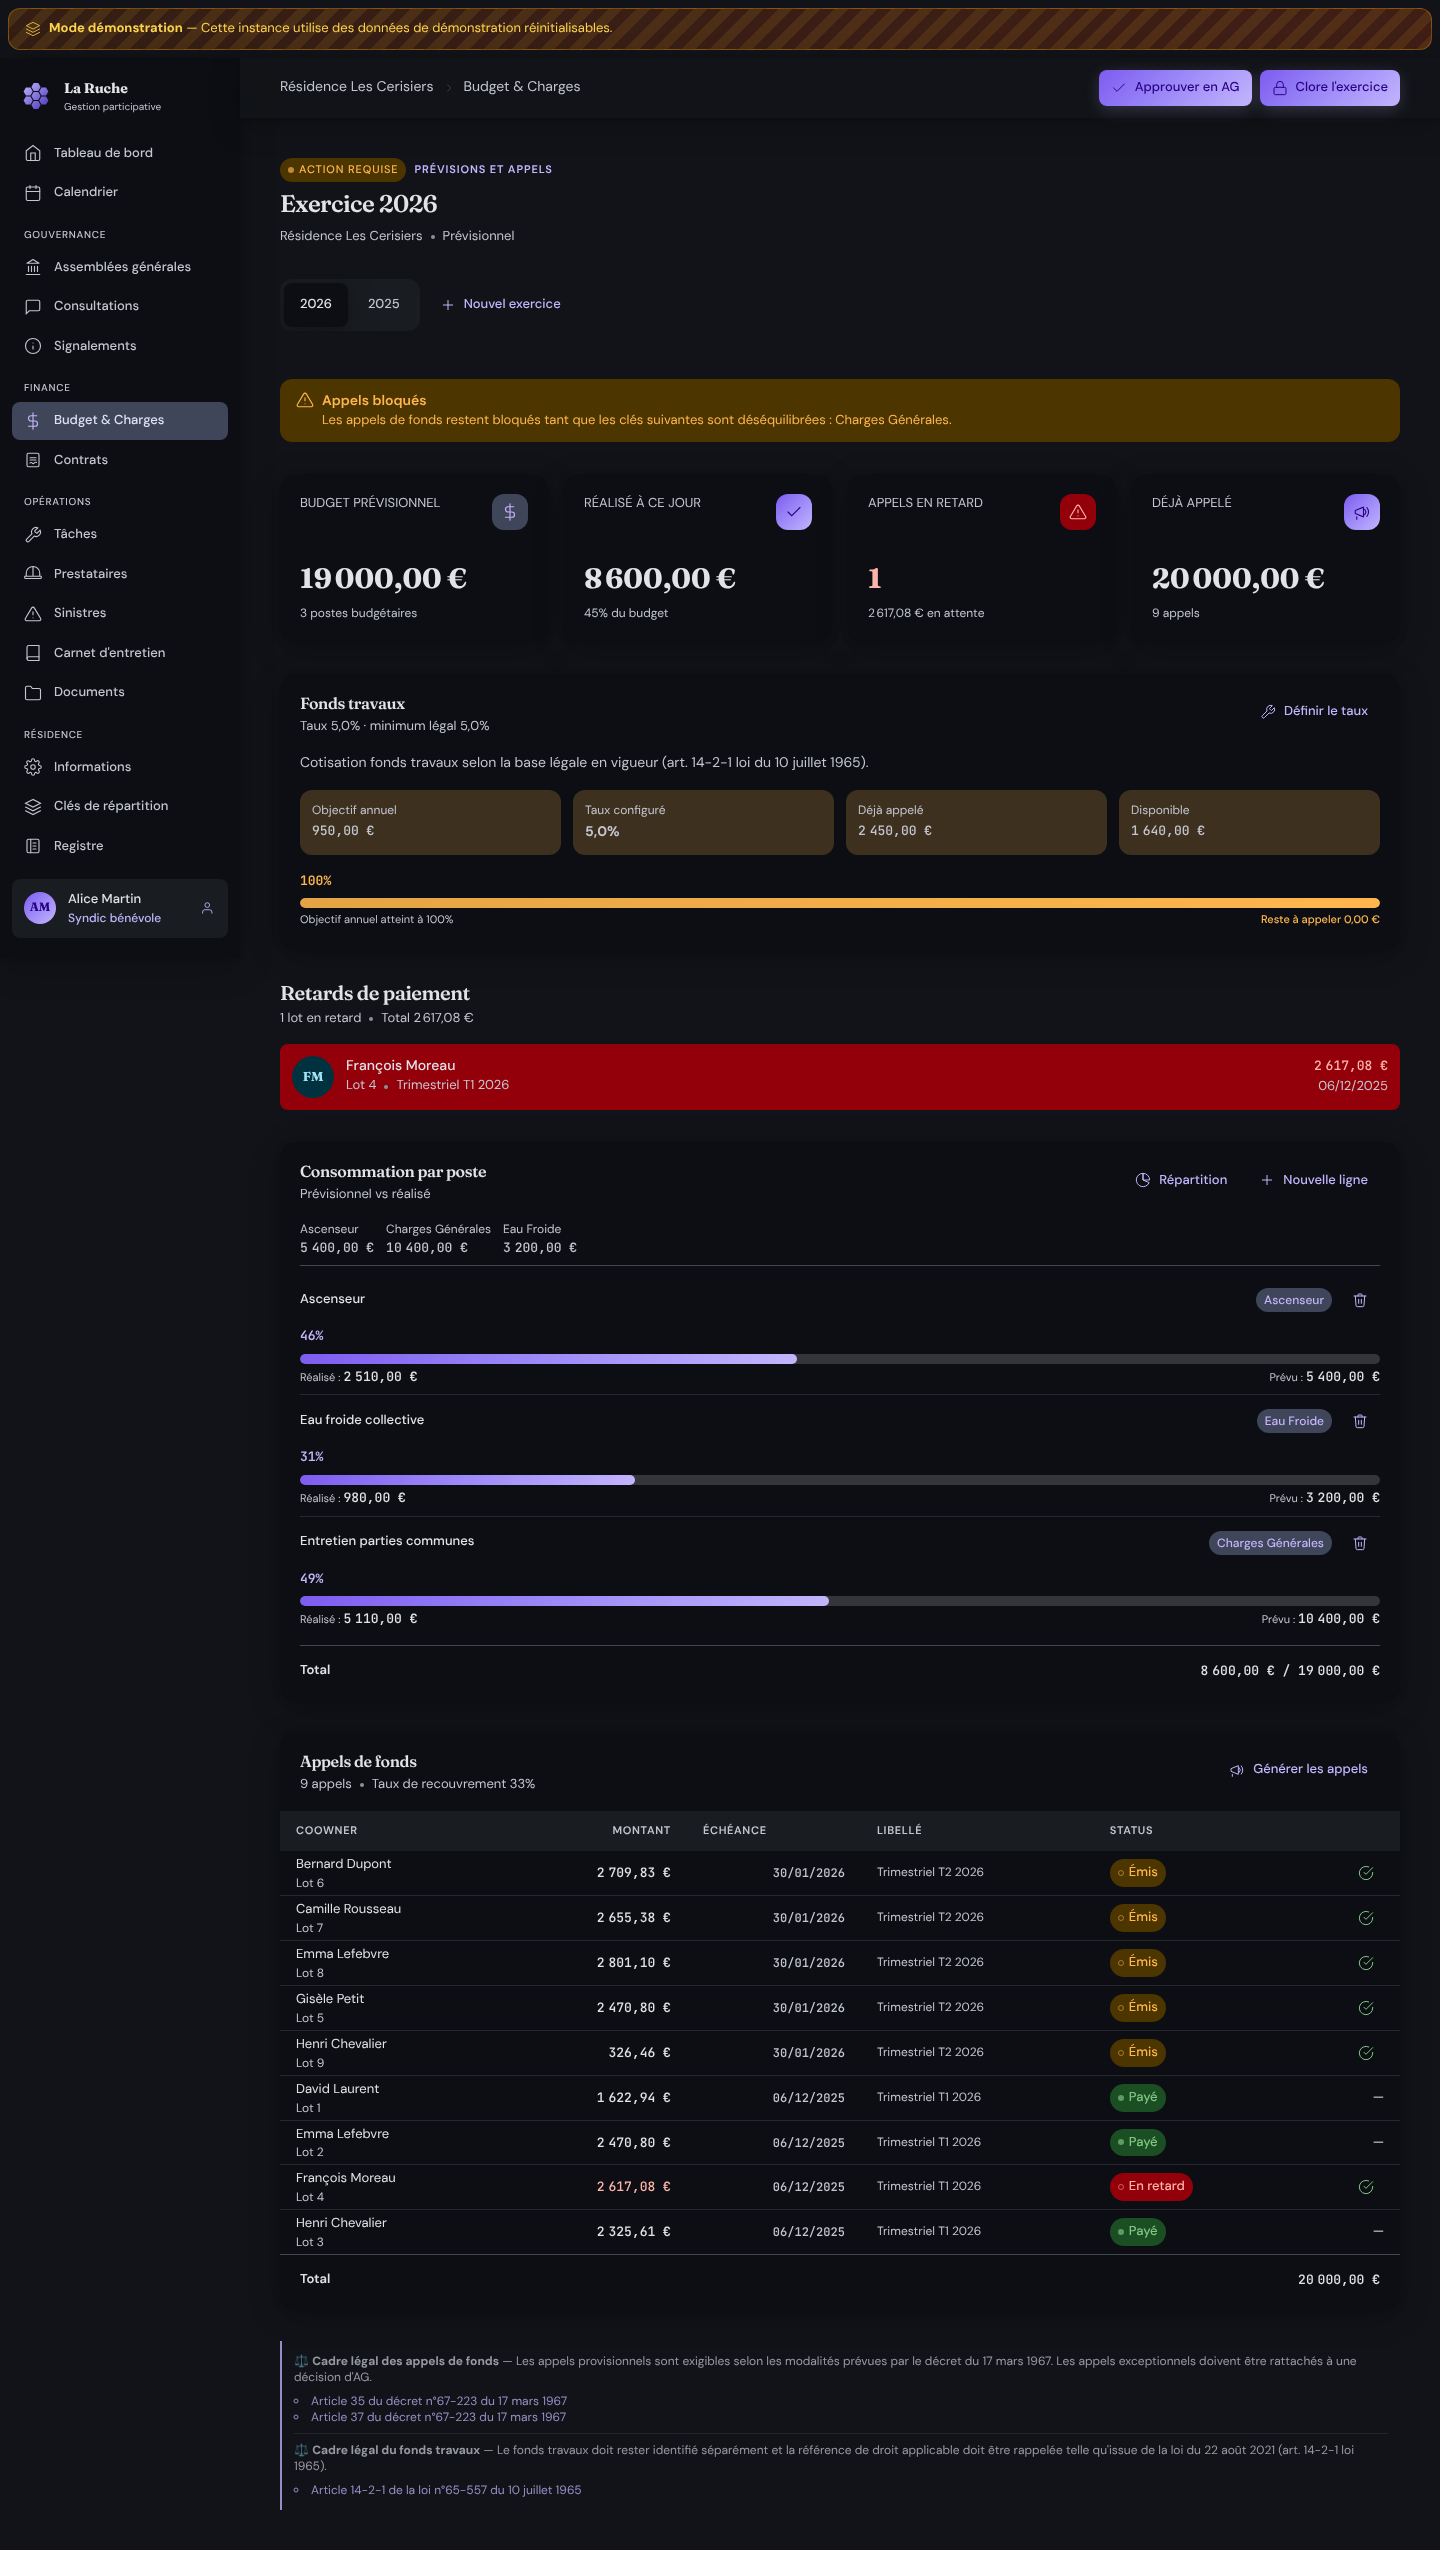 Mode démonstration — Cette instance utilise des données de démonstration réinitialisables.
La Ruche
Gestion participative
Tableau de bord
Calendrier
GOUVERNANCE
Assemblées générales
Consultations
Signalements
FINANCE
Budget & Charges
Contrats
OPÉRATIONS
Tâches
Prestataires
Sinistres
Carnet d'entretien
Documents
RÉSIDENCE
Informations
Clés de répartition
Registre
AM
Alice Martin
Syndic bénévole
Résidence Les Cerisiers > Budget & Charges
Approuver en AG
Clore l'exercice
ACTION REQUISE PRÉVISIONS ET APPELS
Exercice 2026
Résidence Les Cerisiers • Prévisionnel
2026 2025 + Nouvel exercice
Appels bloqués
Les appels de fonds restent bloqués tant que les clés suivantes sont déséquilibrées : Charges Générales.
BUDGET PRÉVISIONNEL
19 000,00 €
3 postes budgétaires
RÉALISÉ À CE JOUR
8 600,00 €
45% du budget
APPELS EN RETARD
1
2 617,08 € en attente
DÉJÀ APPELÉ
20 000,00 €
9 appels
Fonds travaux
Taux 5,0% · minimum légal 5,0%
Définir le taux
Cotisation fonds travaux selon la base légale en vigueur (art. 14-2-1 loi du 10 juillet 1965).
Objectif annuel
950,00 €
Taux configuré
5,0%
Déjà appelé
2 450,00 €
Disponible
1 640,00 €
100%
Objectif annuel atteint à 100% Reste à appeler 0,00 €
Retards de paiement
1 lot en retard • Total 2 617,08 €
FM
François Moreau 2 617,08 €
Lot 4 • Trimestriel T1 2026 06/12/2025
Consommation par poste
Prévisionnel vs réalisé
Répartition + Nouvelle ligne
Ascenseur Charges Générales Eau Froide
5 400,00 € 10 400,00 € 3 200,00 €
Ascenseur Ascenseur
46%
Réalisé : 2 510,00 € Prévu : 5 400,00 €
Eau froide collective Eau Froide
31%
Réalisé : 980,00 € Prévu : 3 200,00 €
Entretien parties communes Charges Générales
49%
Réalisé : 5 110,00 € Prévu : 10 400,00 €
Total 8 600,00 € / 19 000,00 €
Appels de fonds
9 appels • Taux de recouvrement 33%
Générer les appels
COOWNER MONTANT ÉCHÉANCE LIBELLÉ STATUS
Bernard Dupont
Lot 6
2 709,83 € 30/01/2026 Trimestriel T2 2026 Émis
Camille Rousseau
Lot 7
2 655,38 € 30/01/2026 Trimestriel T2 2026 Émis
Emma Lefebvre
Lot 8
2 801,10 € 30/01/2026 Trimestriel T2 2026 Émis
Gisèle Petit
Lot 5
2 470,80 € 30/01/2026 Trimestriel T2 2026 Émis
Henri Chevalier
Lot 9
326,46 € 30/01/2026 Trimestriel T2 2026 Émis
David Laurent
Lot 1
1 622,94 € 06/12/2025 Trimestriel T1 2026 Payé —
Emma Lefebvre
Lot 2
2 470,80 € 06/12/2025 Trimestriel T1 2026 Payé —
François Moreau
Lot 4
2 617,08 € 06/12/2025 Trimestriel T1 2026 En retard
Henri Chevalier
Lot 3
2 325,61 € 06/12/2025 Trimestriel T1 2026 Payé —
Total 20 000,00 €
Cadre légal des appels de fonds — Les appels provisionnels sont exigibles selon les modalités prévues par le décret du 17 mars 1967. Les appels exceptionnels doivent être rattachés à une
décision d'AG.
Article 35 du décret n°67-223 du 17 mars 1967
Article 37 du décret n°67-223 du 17 mars 1967
Cadre légal du fonds travaux — Le fonds travaux doit rester identifié séparément et la référence de droit applicable doit être rappelée telle qu'issue de la loi du 22 août 2021 (art. 14-2-1 loi
1965).
Article 14-2-1 de la loi n°65-557 du 10 juillet 1965